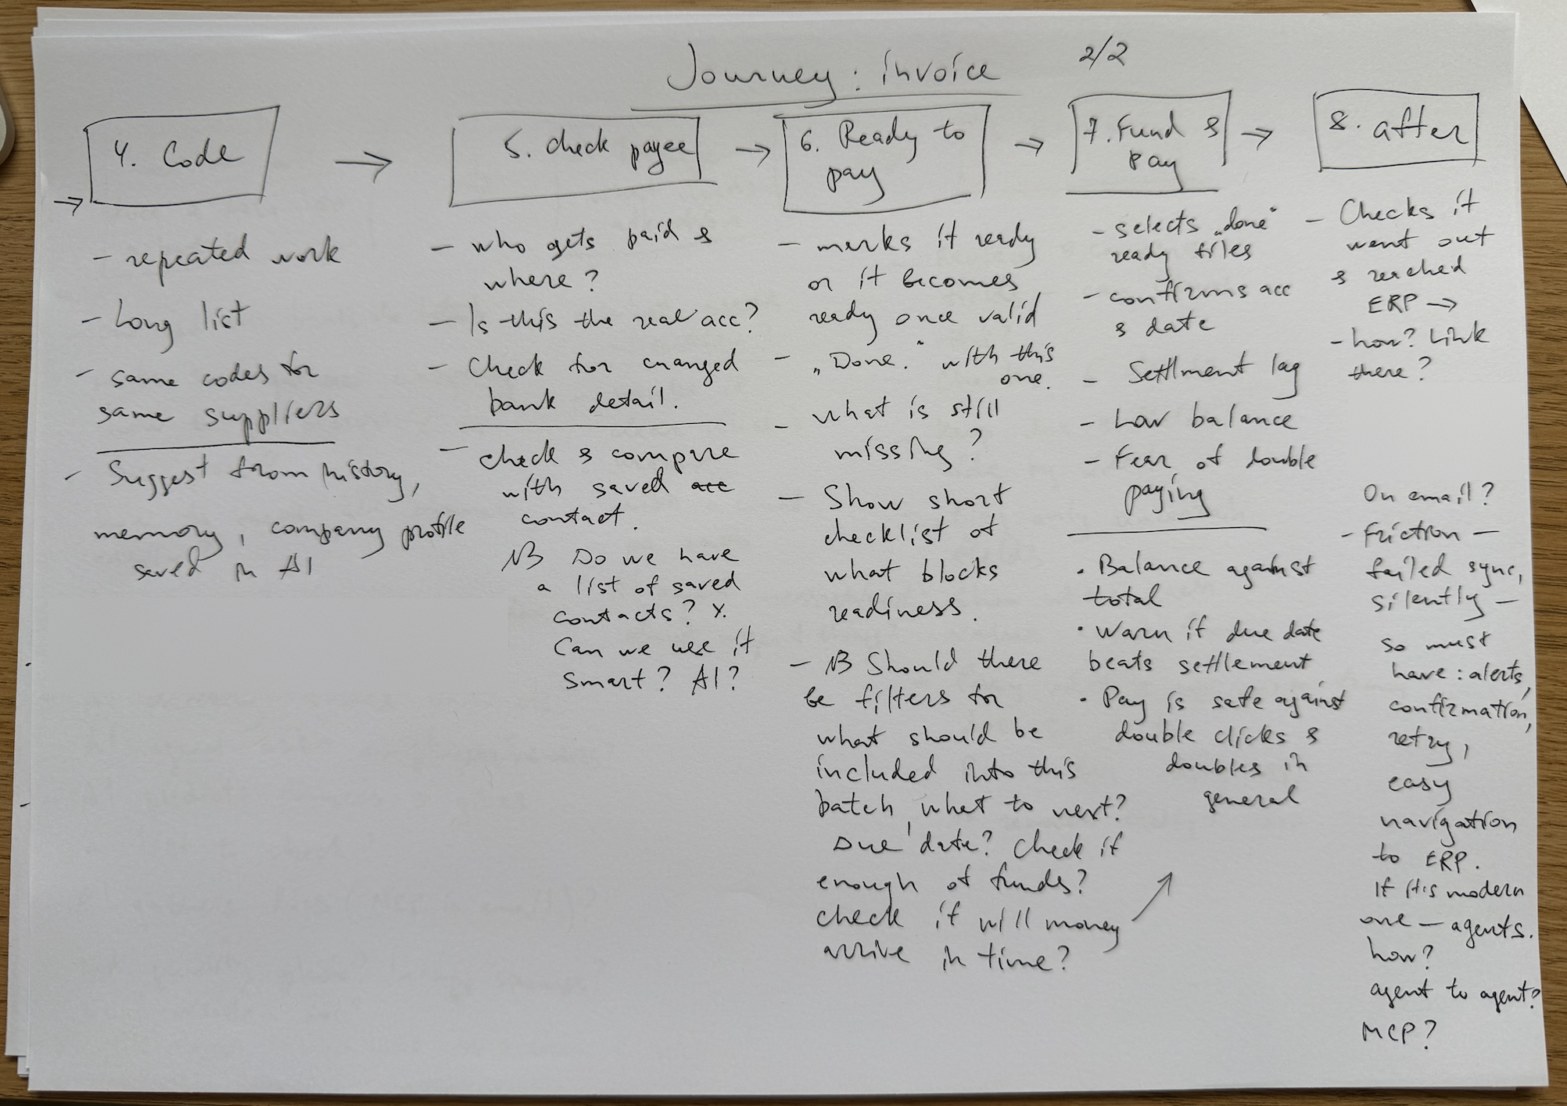 Journey: invoice 2/2
4. Code
→
- repeated work
- Long list
- same codes for
same suppliers
- Suggest from history,
memory, company profile
saved in AI
→
5. check payee
- who gets paid &
where?
- Is this the real acc?
- Check for changed
bank detail.
- check & compare
with saved acc
contact.
NB Do we have
a list of saved
contacts? Y.
Can we use it
smart? AI?
→
6. Ready to
pay
- marks it ready
or it becomes
ready once valid
- „Done." with this
one.
- what is still
missing?
- Show short
checklist of
what blocks
readiness.
- NB Should there
be filters for
what should be
included into this
batch, what to next?
Due date? Check if
enough of funds?
check if will money
arrive in time?
→
7. Fund &
pay
- selects „done"
ready files
- confirms acc
& date
- Settlment lag
- Low balance
- Fear of double
paying
• Balance against
total
• Warn if due date
beats settlement
• Pay is safe against
double clicks &
doubles in
general
→
8. after
- Checks it
went out
& reached
ERP →
- how? Link
there?
On email?
- Friction -
failed sync,
silently -
so must
have: alerts,
confirmation,
retry,
easy
navigation
to ERP.
If it is modern
one - agents.
how?
agent to agent?
MCP?